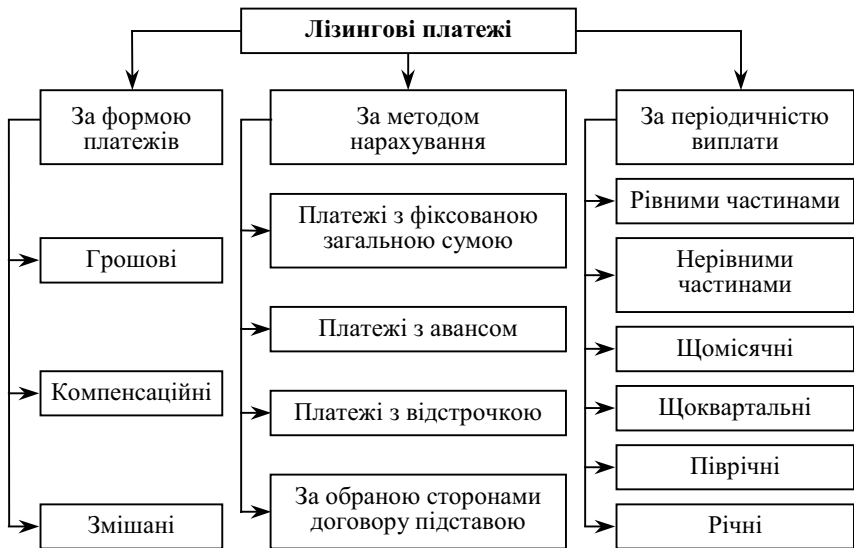 Лізингові платежі
За формою
платежів
Грошові
Компенсаційні
Змішані
За методом
нарахування
Платежі з фіксованою
загальною сумою
Платежі з авансом
Платежі з відстрочкою
За обраною сторонами
договору підставою
За періодичністю
виплати
Рівними частинами
Нерівними
частинами
Щомісячні
Щоквартальні
Піврічні
Річні